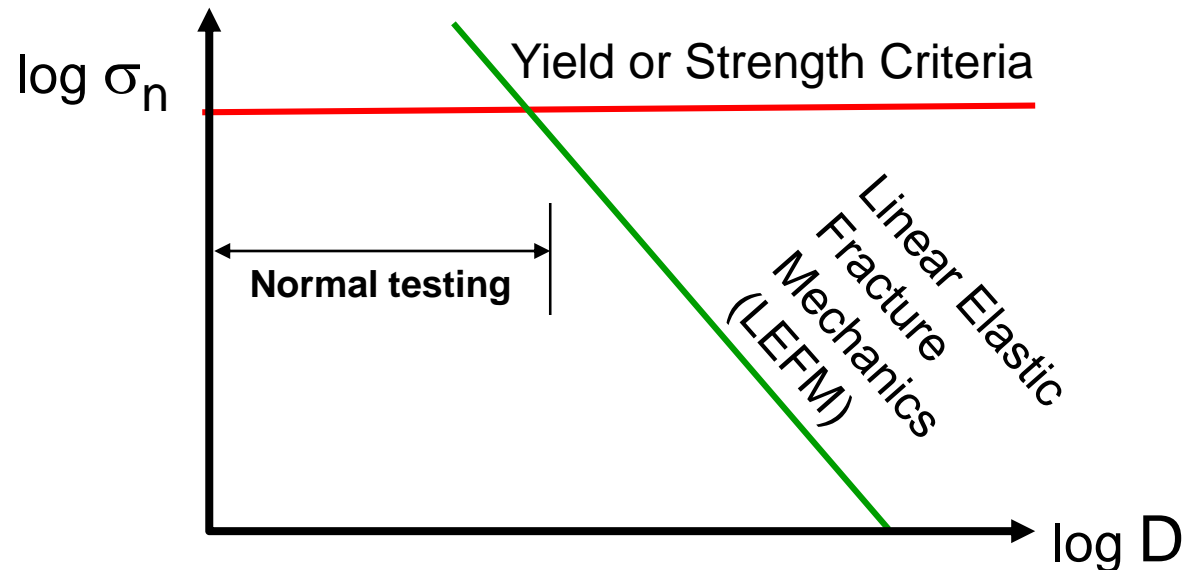 log σn
Yield or Strength Criteria
Normal testing
Linear Elastic
Fracture
Mechanics
(LEFM)
log D